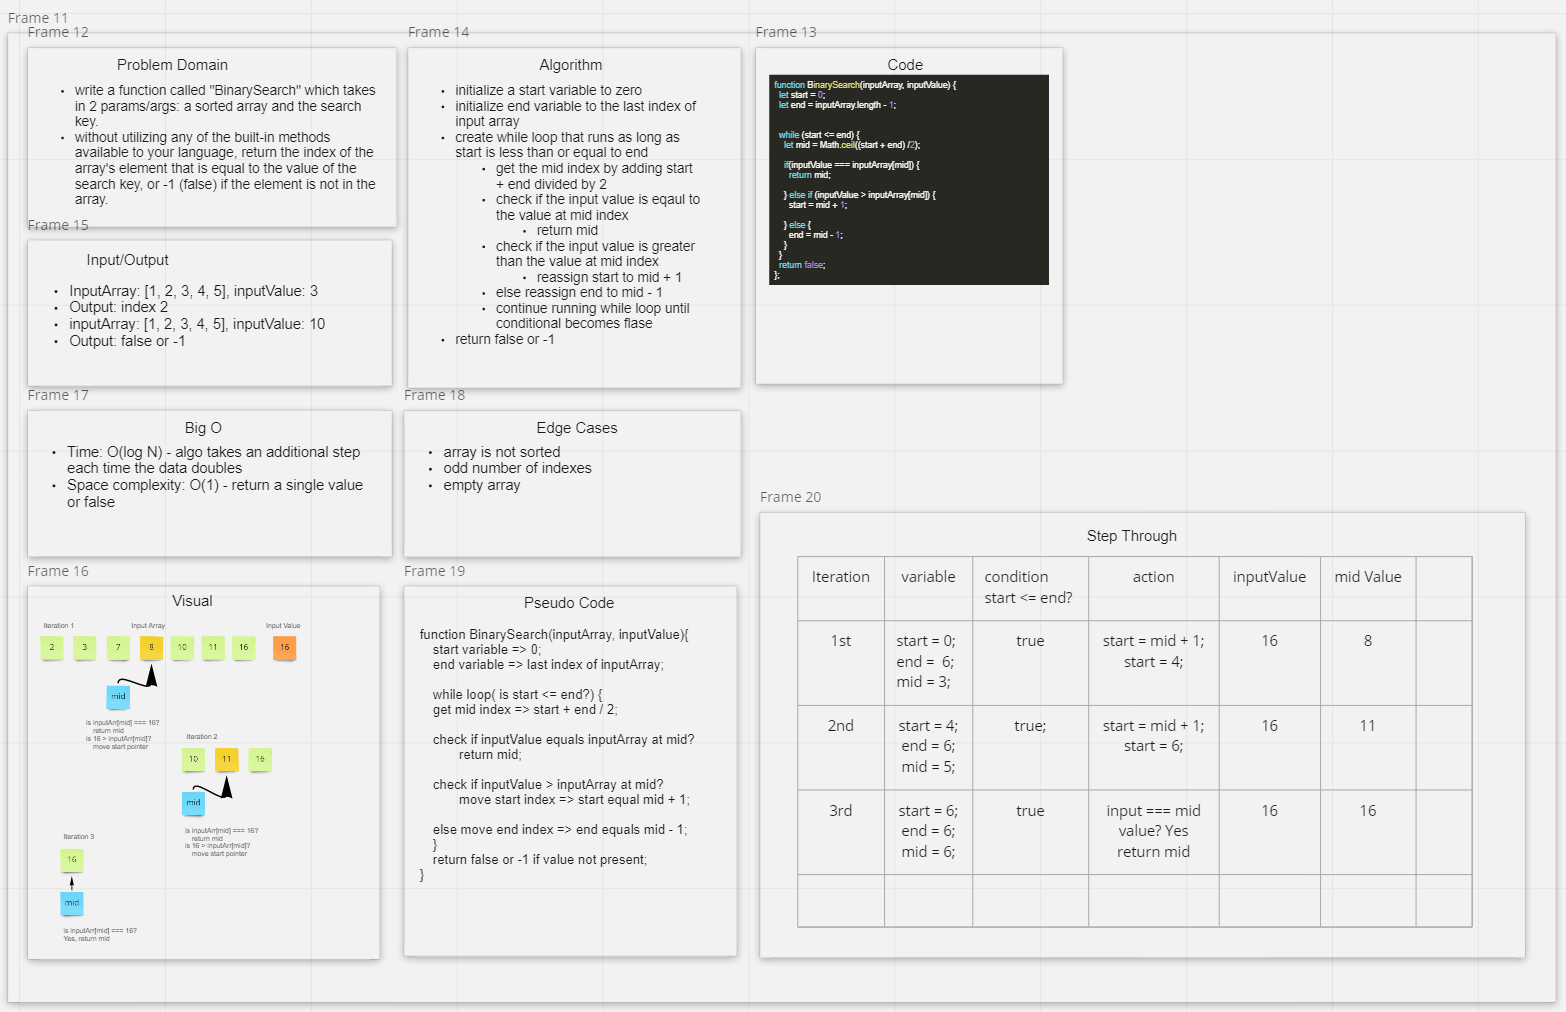 Frame 11
Frame 12
Problem Domain
• write a function called "BinarySearch" which takes
in 2 params/args: a sorted array and the search
key.
• without utilizing any of the built-in methods
available to your language, return the index of the
array's element that is equal to the value of the
search key, or -1 (false) if the element is not in the
array.
Frame 14
Algorithm
• initialize a start variable to zero
• initialize end variable to the last index of
input array
• create while loop that runs as long as
start is less than or equal to end
• get the mid index by adding start
+ end divided by 2
• check if the input value is eqaul to
the value at mid index
• return mid
• check if the input value is greater
than the value at mid index
• reassign start to mid + 1
• else reassign end to mid - 1
• continue running while loop until
conditional becomes flase
• return false or -1
Frame 13
Code
function BinarySearch(inputArray, inputValue) {
let start = 0;
let end = inputArray.length - 1;
while (start <= end) {
let mid = Math.ceil((start + end) /2);
if(inputValue === inputArray[mid]) {
return mid;
} else if (inputValue > inputArray[mid]) {
start = mid + 1;
} else {
end = mid - 1;
}
}
return false;
};
Frame 15
Input/Output
• InputArray: [1, 2, 3, 4, 5], inputValue: 3
• Output: index 2
• inputArray: [1, 2, 3, 4, 5], inputValue: 10
• Output: false or -1
Frame 17
Big O
• Time: O(log N) - algo takes an additional step
each time the data doubles
• Space complexity: O(1) - return a single value
or false
Frame 18
Edge Cases
• array is not sorted
• odd number of indexes
• empty array
Frame 16
Visual
Iteration 1 Input Array Input Value
2 3 7 8 10 11 16 16
mid
is inputArr[mid] === 16?
return mid
is 16 > inputArr[mid]?
move start pointer
Iteration 2
10 11 16
mid
is inputArr[mid] === 16?
return mid
is 16 > inputArr[mid]?
move start pointer
Iteration 3
16
mid
is inputArr[mid] === 16?
Yes, return mid
Frame 19
Pseudo Code
function BinarySearch(inputArray, inputValue){
start variable => 0;
end variable => last index of inputArray;
while loop( is start <= end?) {
get mid index => start + end / 2;
check if inputValue equals inputArray at mid?
return mid;
check if inputValue > inputArray at mid?
move start index => start equal mid + 1;
else move end index => end equals mid - 1;
}
return false or -1 if value not present;
}
Frame 20
Step Through
Iteration variable condition action inputValue mid Value
start <= end?
1st start = 0; true start = mid + 1; 16 8
end = 6; start = 4;
mid = 3;
2nd start = 4; true; start = mid + 1; 16 11
end = 6; start = 6;
mid = 5;
3rd start = 6; true input === mid 16 16
end = 6; value? Yes
mid = 6; return mid